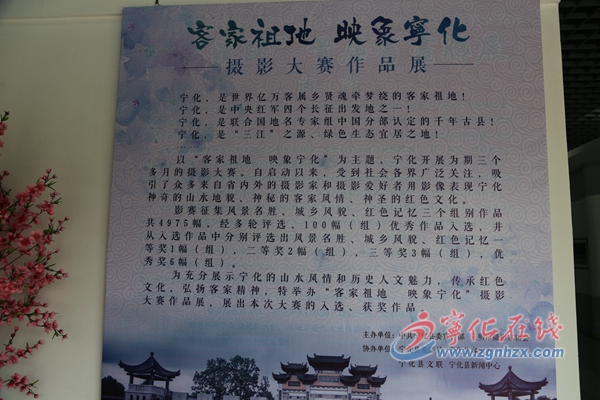 客家祖地 映象宁化
摄影大赛作品展
宁化，是世界亿万客属乡贤魂牵梦绕的客家祖地！
宁化，是中央红军四个长征出发地之一！
宁化，是联合国地名专家组中国分部认定的千年古县！
宁化，是“三江”之源、绿色生态宜居之地！
以“客家祖地 映象宁化”为主题，宁化开展为期三个
多月的摄影大赛。自启动以来，受到社会各界广泛关注，吸
引了众多来自省内外的摄影家和摄影爱好者用影像表现宁化
神奇的山水地貌、神秘的客家风情、神圣的红色文化。
影赛征集风景名胜、城乡风貌、红色记忆三个组别作品
共4975幅，经多轮评选，100幅（组）优秀作品入选，并
从入选作品中分别评选出风景名胜、城乡风貌、红色记忆一
等奖1幅（组），二等奖2幅（组），三等奖3幅（组），优
秀奖6幅（组）。
为充分展示宁化的山水风情和历史人文魅力，传承红色
文化，弘扬客家精神，特举办“客家祖地 映象宁化”摄影
大赛作品展，展出本次大赛的入选、获奖作品。
主办单位：中共宁化县委宣传部
协办单位：
宁化县文联 宁化县新闻中心
宁化在线
www.fzgnhzx.com